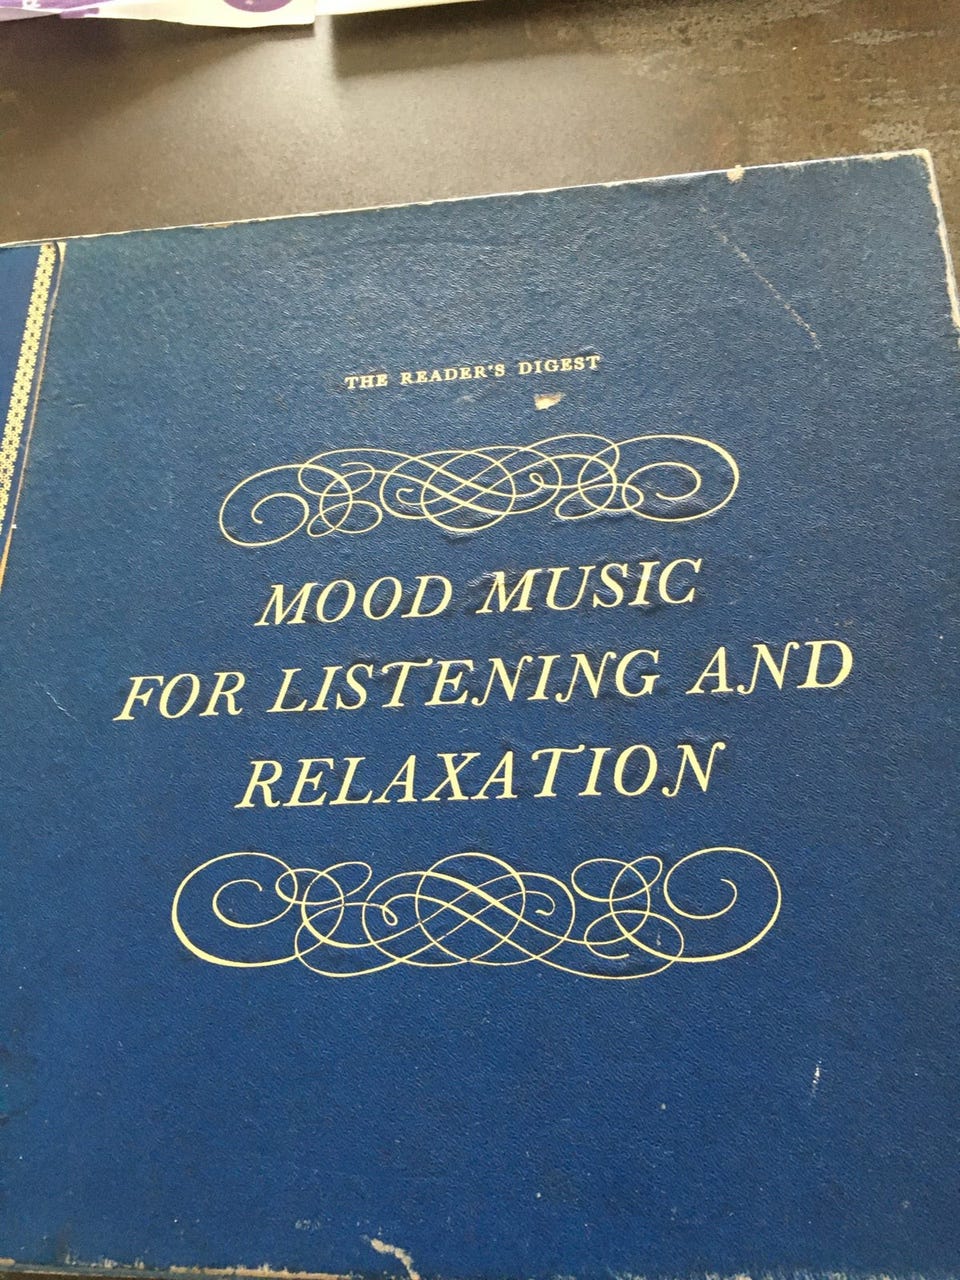 THE READER'S DIGEST
MOOD MUSIC
FOR LISTENING AND
RELAXATION